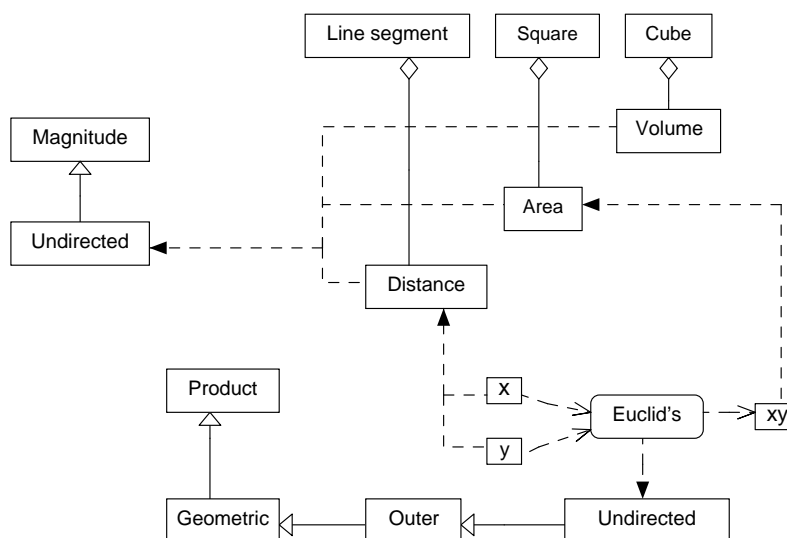 Line segment
Square
Cube
Magnitude
Volume
Area
Undirected
Distance
Product
x
Euclid's
xy
y
Geometric
Outer
Undirected